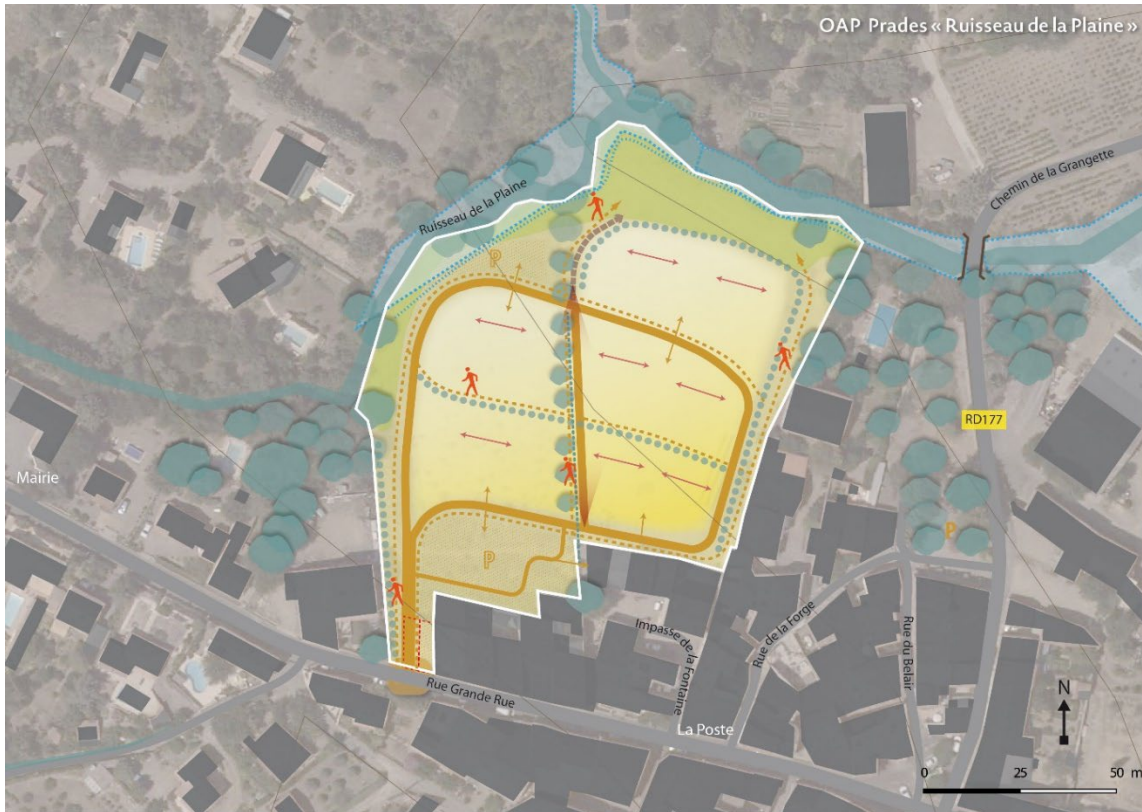 OAP Prades « Ruisseau de la Plaine »
Chemin de la Grangette
Ruisseau de la Plaine
P
RD177
Mairie
P
P
Rue de la Forge
Impasse de la Fontaine
Rue du Belair
Rue Grande Rue
La Poste
N
0 25 50 m